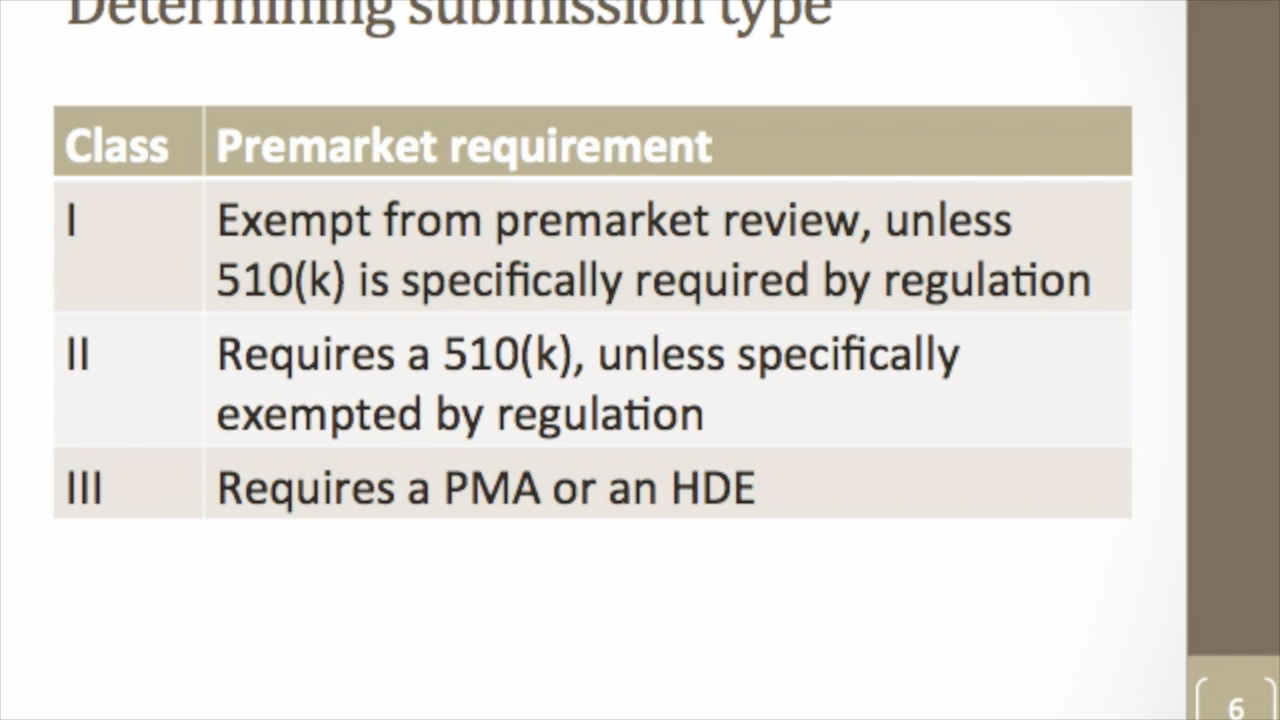 Determining submission type
Class Premarket requirement
I Exempt from premarket review, unless
510(k) is specifically required by regulation
II Requires a 510(k), unless specifically
exempted by regulation
III Requires a PMA or an HDE
6